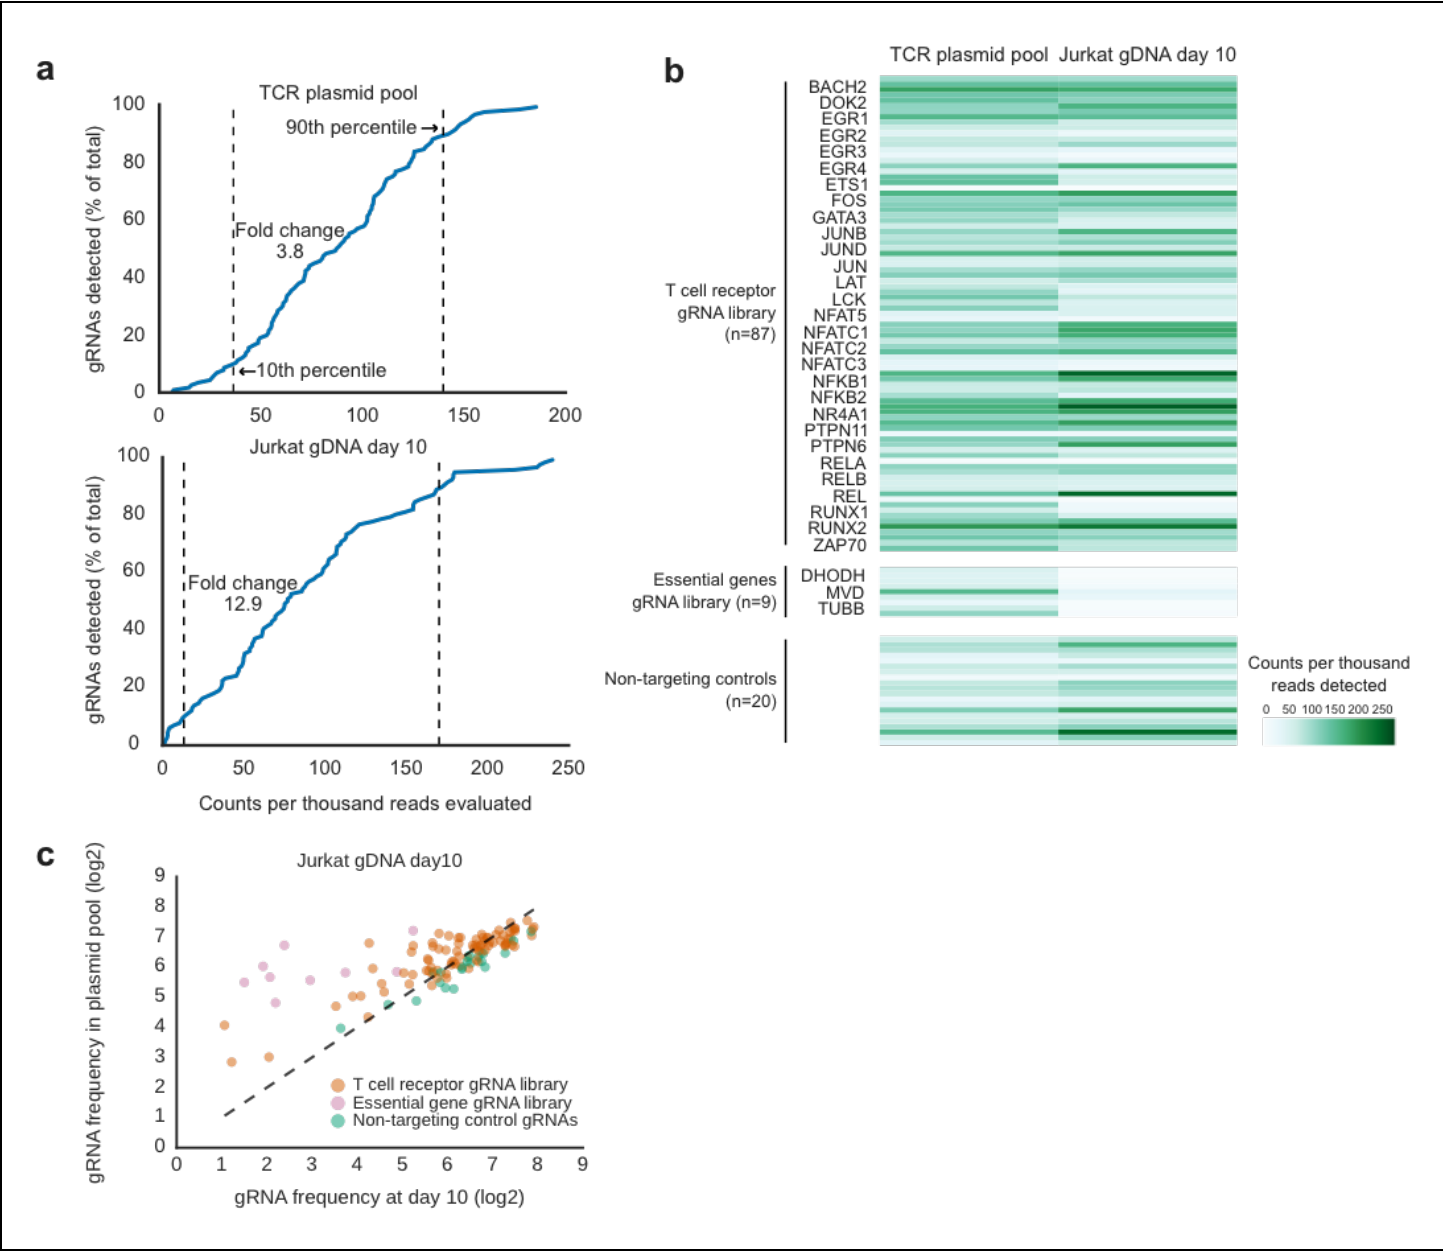 a
TCR plasmid pool
90th percentile →
Fold change
3.8
←10th percentile
gRNAs detected (% of total)
100
80
60
40
20
0
0 50 100 150 200
Jurkat gDNA day 10
Fold change
12.9
gRNAs detected (% of total)
100
80
60
40
20
0
0 50 100 150 200 250
Counts per thousand reads evaluated
b
TCR plasmid pool Jurkat gDNA day 10
T cell receptor
gRNA library
(n=87)
BACH2
DOK2
EGR1
EGR2
EGR3
EGR4
ETS1
FOS
GATA3
JUNB
JUND
JUN
LAT
LCK
NFAT5
NFATC1
NFATC2
NFATC3
NFKB1
NFKB2
NR4A1
PTPN11
PTPN6
RELA
RELB
REL
RUNX1
RUNX2
ZAP70
Essential genes
gRNA library (n=9)
DHODH
MVD
TUBB
Non-targeting controls
(n=20)
Counts per thousand
reads detected
0 50 100 150 200 250
c
Jurkat gDNA day10
gRNA frequency in plasmid pool (log2)
9
8
7
6
5
4
3
2
1
0
T cell receptor gRNA library
Essential gene gRNA library
Non-targeting control gRNAs
0 1 2 3 4 5 6 7 8 9
gRNA frequency at day 10 (log2)